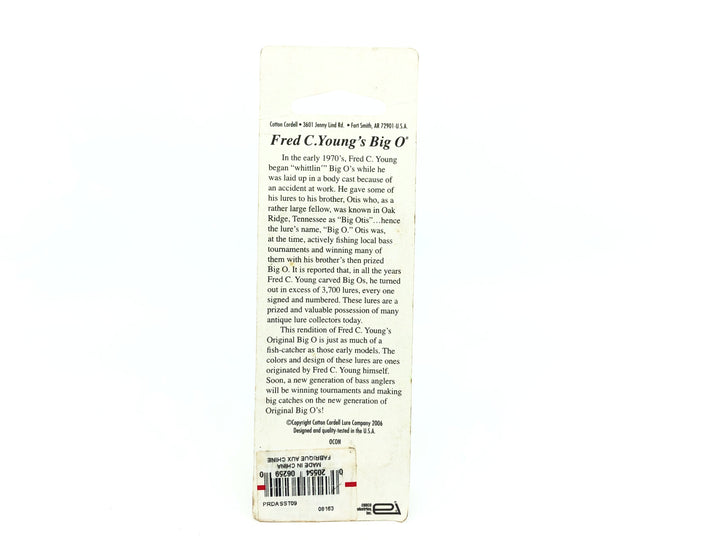 Cotton Cordell • 3601 Jenny Lind Rd. • Fort Smith, AR 72901-U.S.A.
Fred C.Young's Big O®
In the early 1970's, Fred C. Young
began "whittlin'" Big O's while he
was laid up in a body cast because of
an accident at work. He gave some of
his lures to his brother, Otis who, as a
rather large fellow, was known in Oak
Ridge, Tennessee as "Big Otis"...hence
the lure's name, "Big O." Otis was,
at the time, actively fishing local bass
tournaments and winning many of
them with his brother's then prized
Big O. It is reported that, in all the years
Fred C. Young carved Big Os, he turned
out in excess of 3,700 lures, every one
signed and numbered. These lures are a
prized and valuable possession of many
antique lure collectors today.
This rendition of Fred C. Young's
Original Big O is just as much of a
fish-catcher as those early models. The
colors and design of these lures are ones
originated by Fred C. Young himself.
Soon, a new generation of bass anglers
will be winning tournaments and making
big catches on the new generation of
Original Big O's!
©Copyright Cotton Cordell Lure Company 2006
Designed and quality-tested in the U.S.A.
OCON
FABRIQUE AUX CHINE
MADE IN CHINA
0 20554 06259 0
PRDASST09
08163
EBSCO
Industries,
Inc.